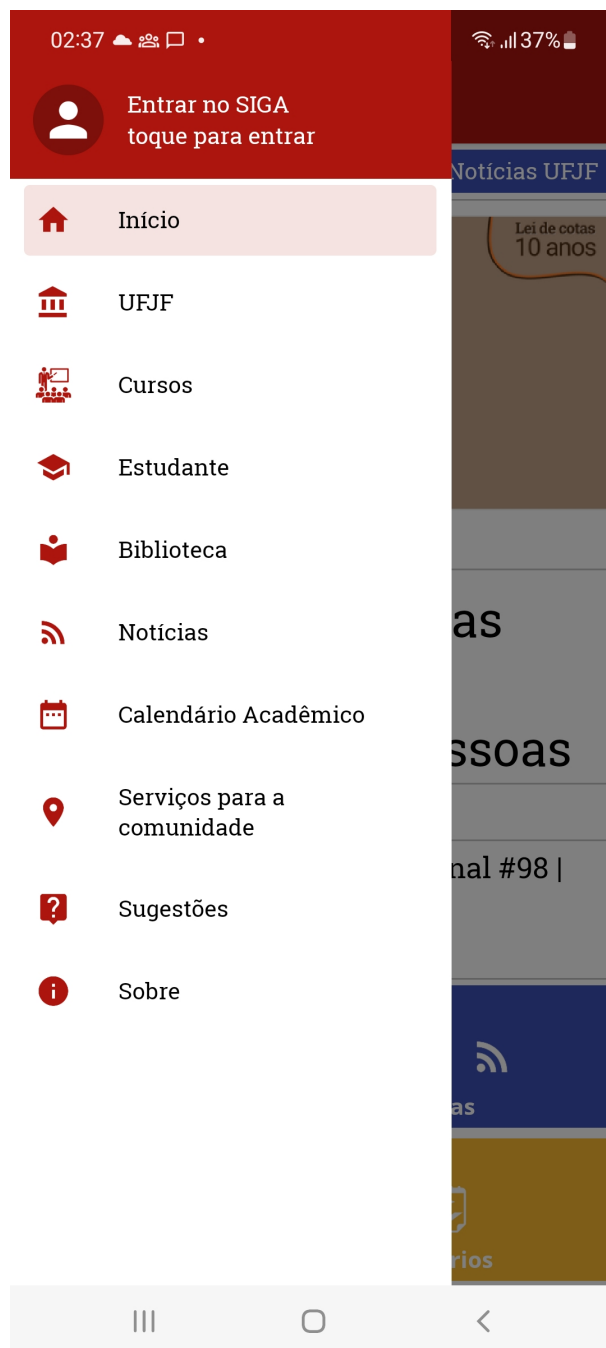 02:37
37%
Entrar no SIGA
toque para entrar
Notícias UFJF
Início
Lei de cotas
10 anos
UFJF
Cursos
Estudante
Biblioteca
Notícias
as
Calendário Acadêmico
ssoas
Serviços para a
comunidade
nal #98 |
Sugestões
Sobre
as
rios